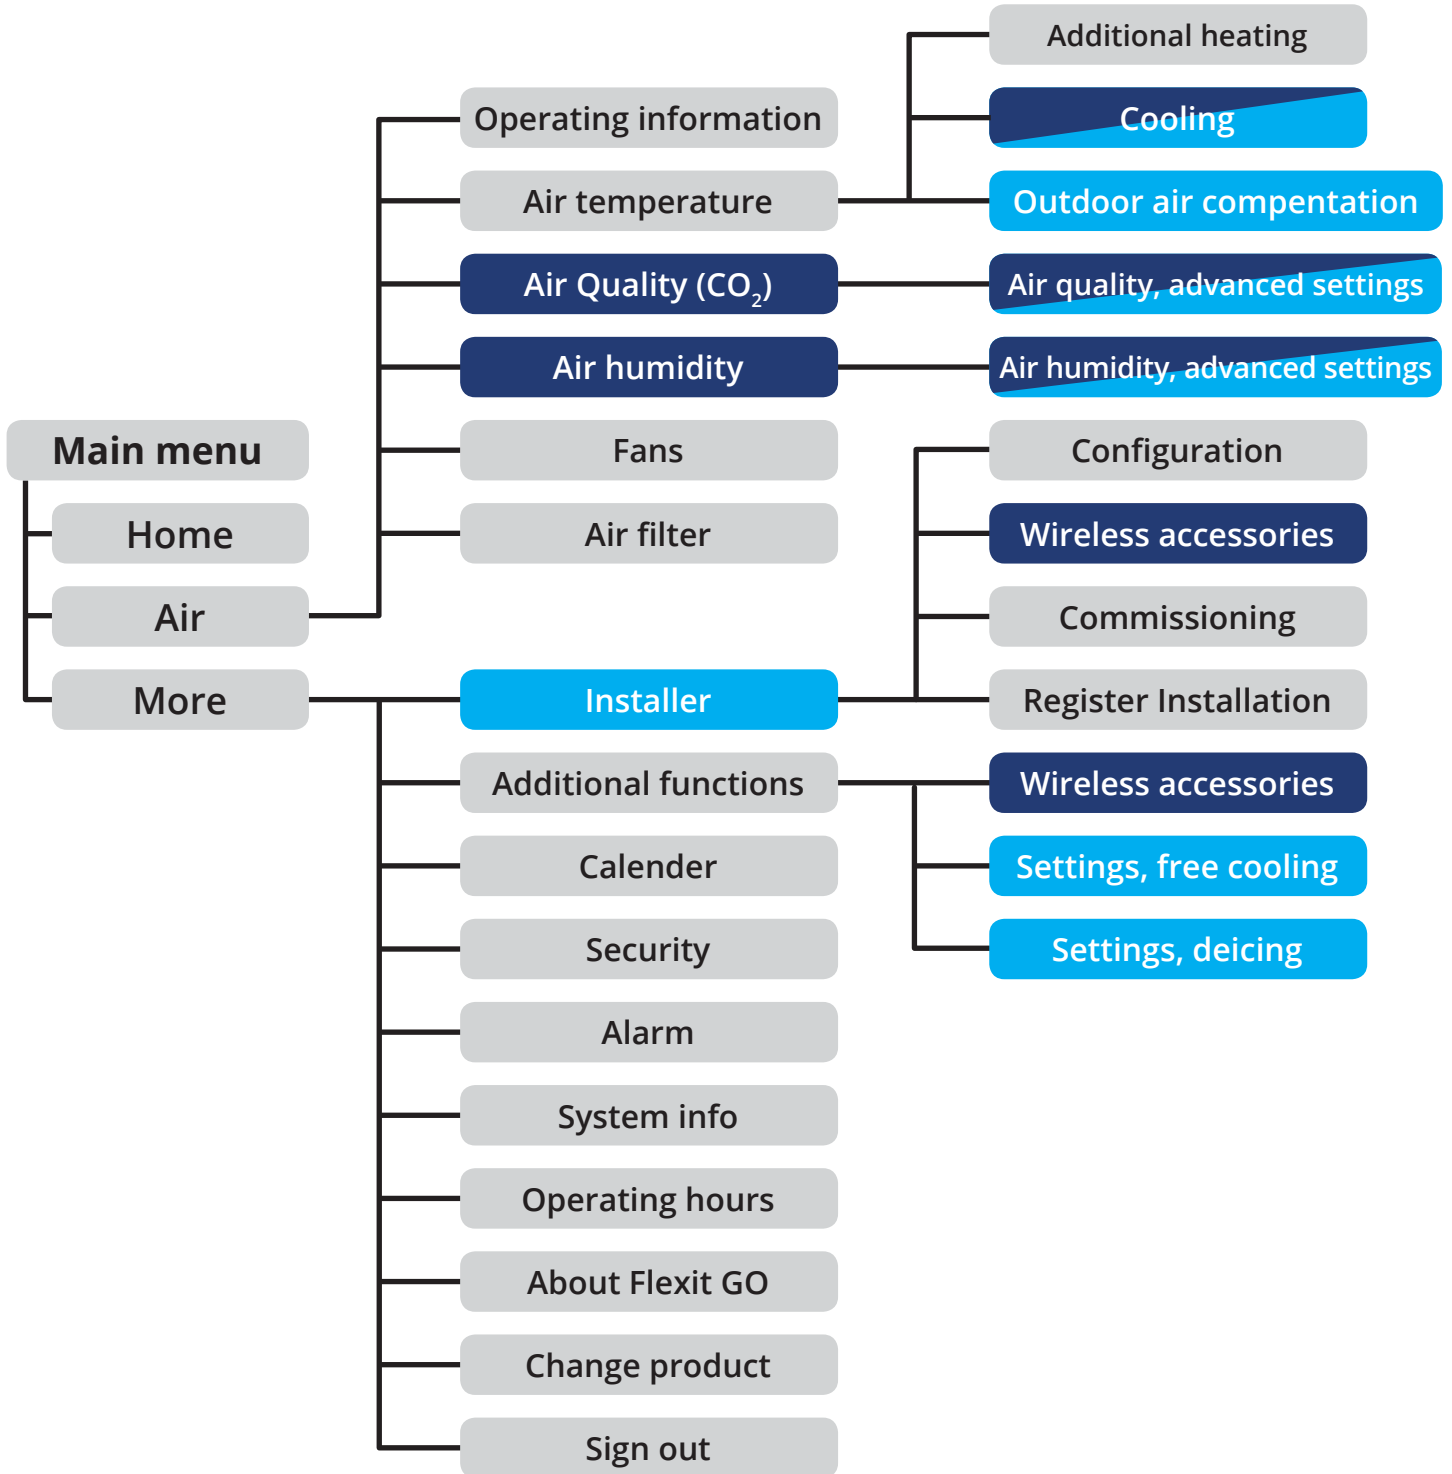 Main menu
Home
Air
More
Operating information
Air temperature
Air Quality (CO₂)
Air humidity
Fans
Air filter
Installer
Additional functions
Calender
Security
Alarm
System info
Operating hours
About Flexit GO
Change product
Sign out
Additional heating
Cooling
Outdoor air compentation
Air quality, advanced settings
Air humidity, advanced settings
Configuration
Wireless accessories
Commissioning
Register Installation
Wireless accessories
Settings, free cooling
Settings, deicing